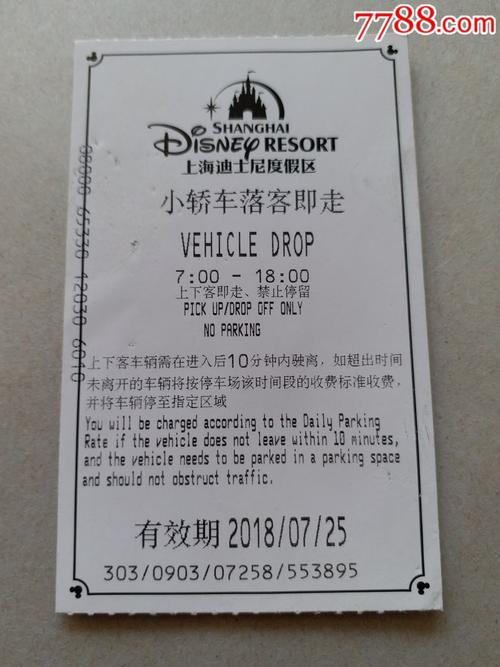 7788.com
SHANGHAI
DISNEY RESORT
上海迪士尼度假区
小轿车落客即走
VEHICLE DROP
7:00 - 18:00
上下客即走、禁止停留
PICK UP/DROP OFF ONLY
NO PARKING
上下客车辆需在进入后10分钟内驶离，如超出时间
未离开的车辆将按停车场该时间段的收费标准收费，
并将车辆停至指定区域
You will be charged according to the Daily Parking
Rate if the vehicle does not leave within 10 minutes,
and the vehicle needs to be parked in a parking space
and should not obstruct traffic.
有效期 2018/07/25
303/0903/07258/553895
00000 65330 42030 6010